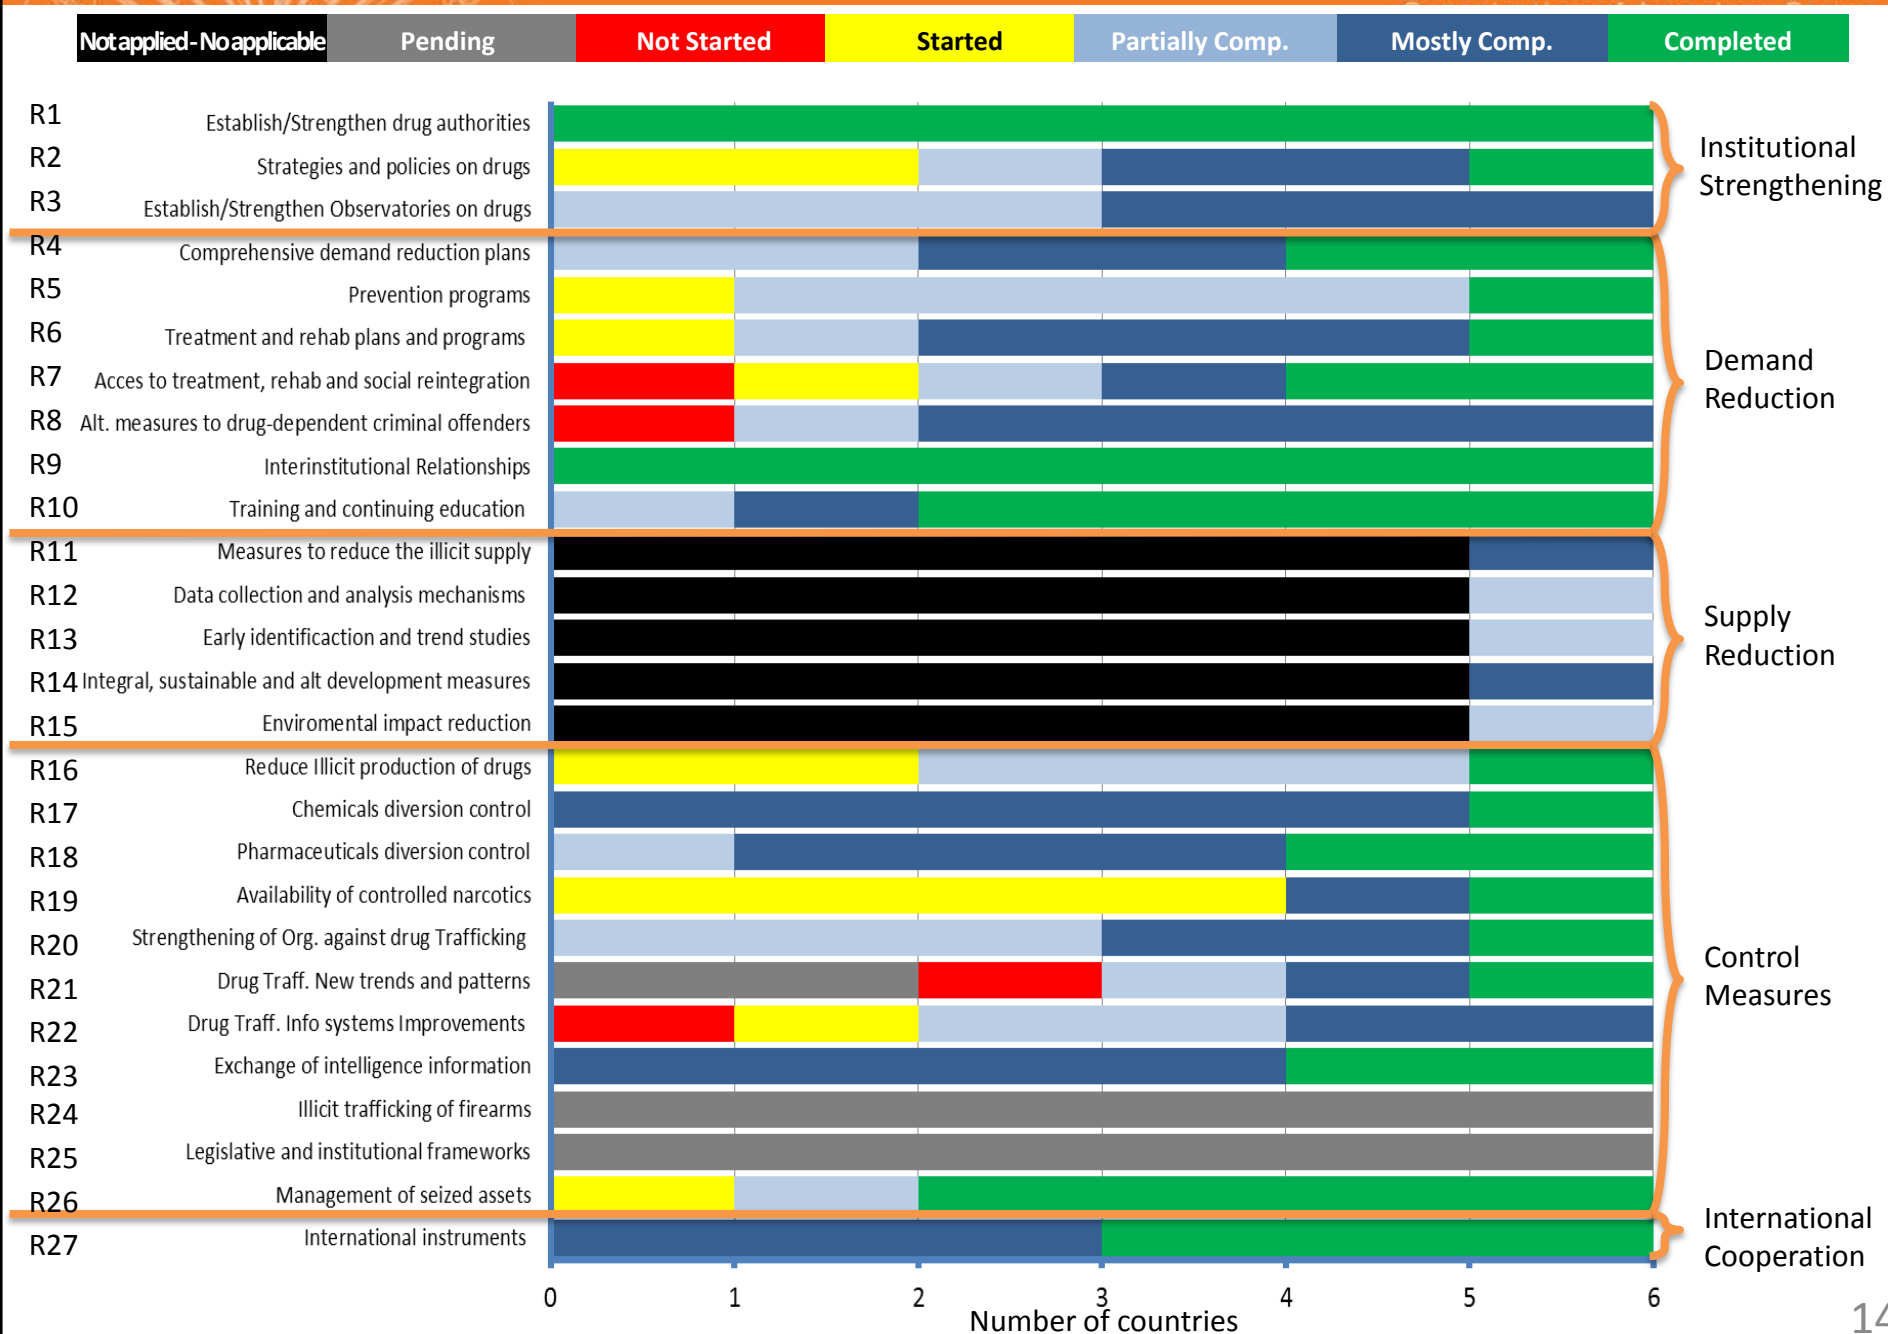 Not applied - No applicable Pending Not Started Started Partially Comp. Mostly Comp. Completed
R1 Establish/Strengthen drug authorities
R2 Strategies and policies on drugs
R3 Establish/Strengthen Observatories on drugs
Institutional
Strengthening
R4 Comprehensive demand reduction plans
R5 Prevention programs
R6 Treatment and rehab plans and programs
R7 Acces to treatment, rehab and social reintegration
R8 Alt. measures to drug-dependent criminal offenders
R9 Interinstitutional Relationships
R10 Training and continuing education
Demand
Reduction
R11 Measures to reduce the illicit supply
R12 Data collection and analysis mechanisms
R13 Early identificaction and trend studies
R14 Integral, sustainable and alt development measures
R15 Enviromental impact reduction
Supply
Reduction
R16 Reduce Illicit production of drugs
R17 Chemicals diversion control
R18 Pharmaceuticals diversion control
R19 Availability of controlled narcotics
R20 Strengthening of Org. against drug Trafficking
R21 Drug Traff. New trends and patterns
R22 Drug Traff. Info systems Improvements
R23 Exchange of intelligence information
R24 Illicit trafficking of firearms
R25 Legislative and institutional frameworks
R26 Management of seized assets
Control
Measures
R27 International instruments
International
Cooperation
0 1 2 3 4 5 6
Number of countries
14